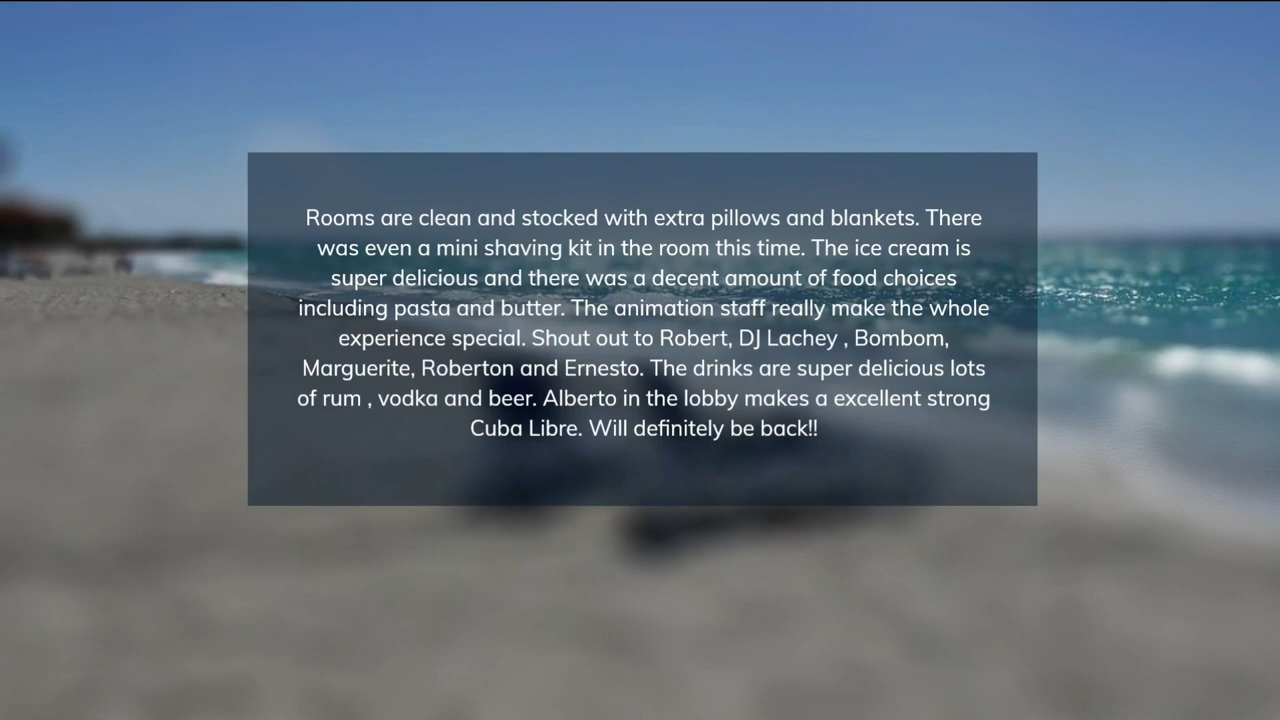 Rooms are clean and stocked with extra pillows and blankets. There
was even a mini shaving kit in the room this time. The ice cream is
super delicious and there was a decent amount of food choices
including pasta and butter. The animation staff really make the whole
experience special. Shout out to Robert, DJ Lachey , Bombom,
Marguerite, Roberton and Ernesto. The drinks are super delicious lots
of rum , vodka and beer. Alberto in the lobby makes a excellent strong
Cuba Libre. Will definitely be back!!